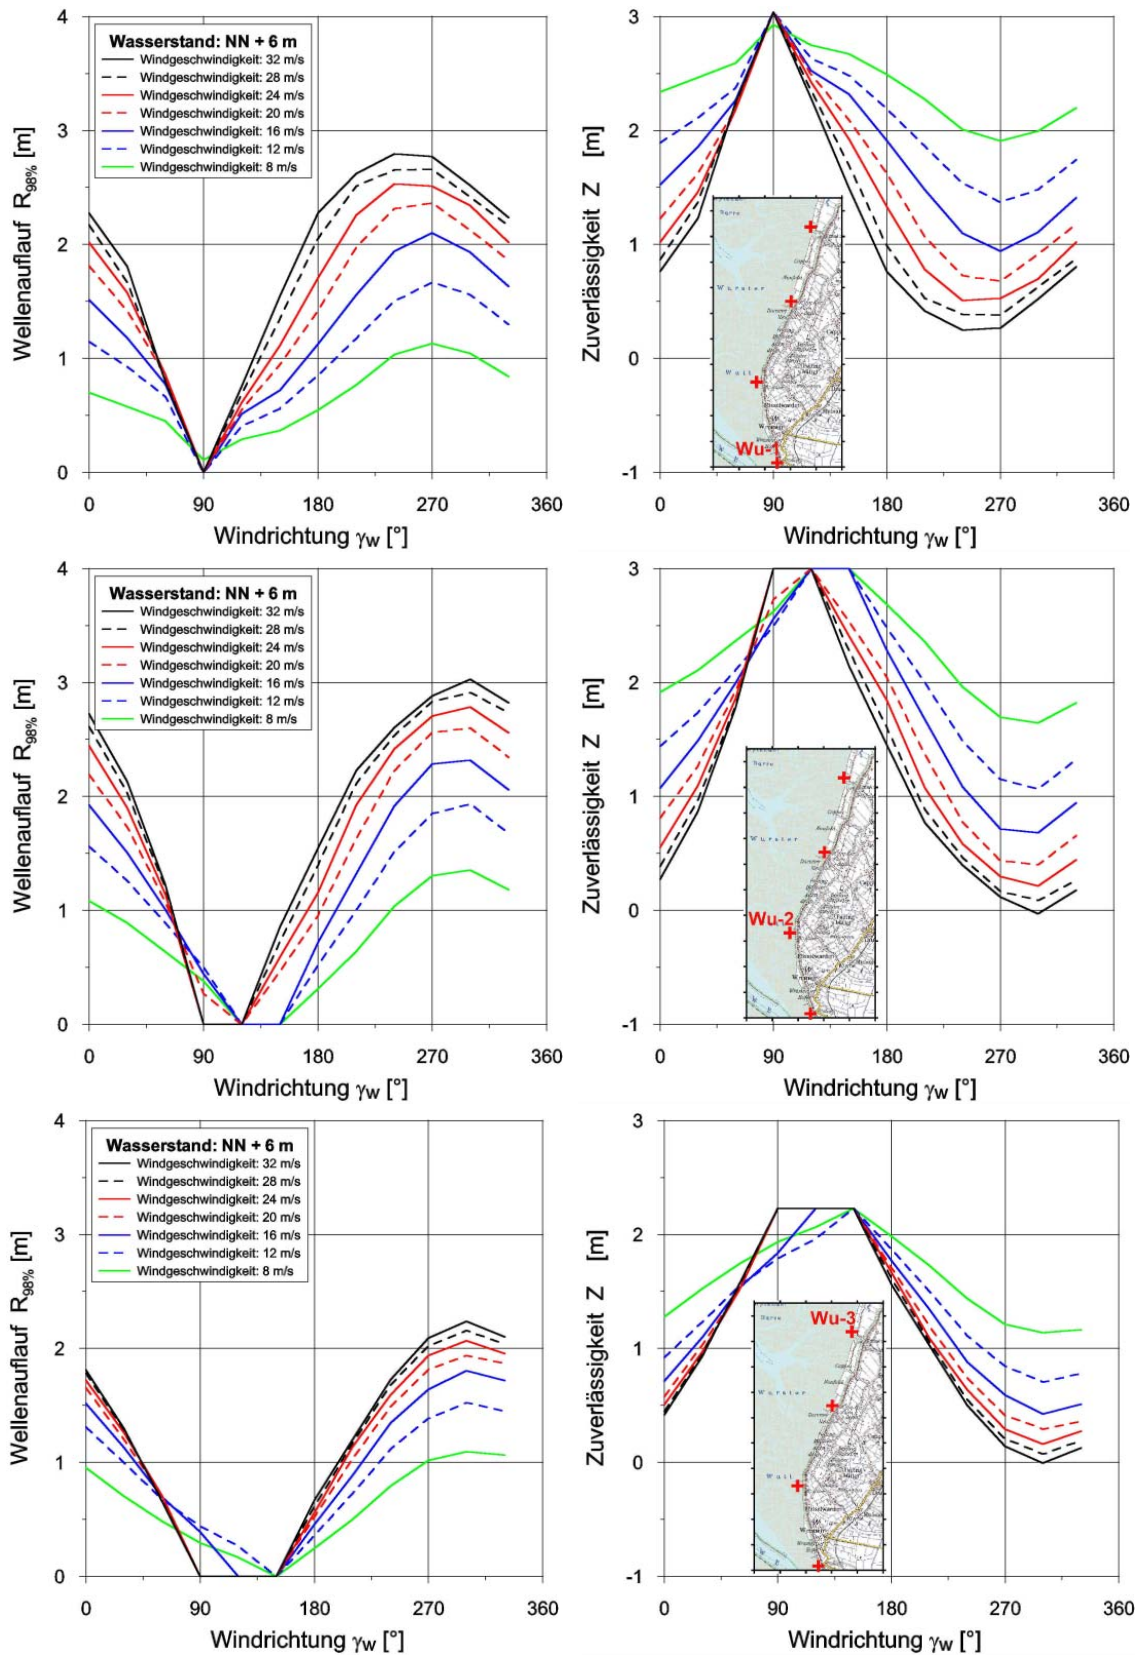 4
3
2
1
0
Wellenauflauf R98% [m]
Wasserstand: NN + 6 m
Windgeschwindigkeit: 32 m/s
Windgeschwindigkeit: 28 m/s
Windgeschwindigkeit: 24 m/s
Windgeschwindigkeit: 20 m/s
Windgeschwindigkeit: 16 m/s
Windgeschwindigkeit: 12 m/s
Windgeschwindigkeit: 8 m/s
0 90 180 270 360
Windrichtung γw [°]
3
2
1
0
-1
Zuverlässigkeit Z [m]
Wurster
Watt
Wu-1
0 90 180 270 360
Windrichtung γw [°]
4
3
2
1
0
Wellenauflauf R98% [m]
Wasserstand: NN + 6 m
Windgeschwindigkeit: 32 m/s
Windgeschwindigkeit: 28 m/s
Windgeschwindigkeit: 24 m/s
Windgeschwindigkeit: 20 m/s
Windgeschwindigkeit: 16 m/s
Windgeschwindigkeit: 12 m/s
Windgeschwindigkeit: 8 m/s
0 90 180 270 360
Windrichtung γw [°]
3
2
1
0
-1
Zuverlässigkeit Z [m]
Wurster
Wu-2
0 90 180 270 360
Windrichtung γw [°]
4
3
2
1
0
Wellenauflauf R98% [m]
Wasserstand: NN + 6 m
Windgeschwindigkeit: 32 m/s
Windgeschwindigkeit: 28 m/s
Windgeschwindigkeit: 24 m/s
Windgeschwindigkeit: 20 m/s
Windgeschwindigkeit: 16 m/s
Windgeschwindigkeit: 12 m/s
Windgeschwindigkeit: 8 m/s
0 90 180 270 360
Windrichtung γw [°]
3
2
1
0
-1
Zuverlässigkeit Z [m]
Wu-3
Wurster
Watt
0 90 180 270 360
Windrichtung γw [°]